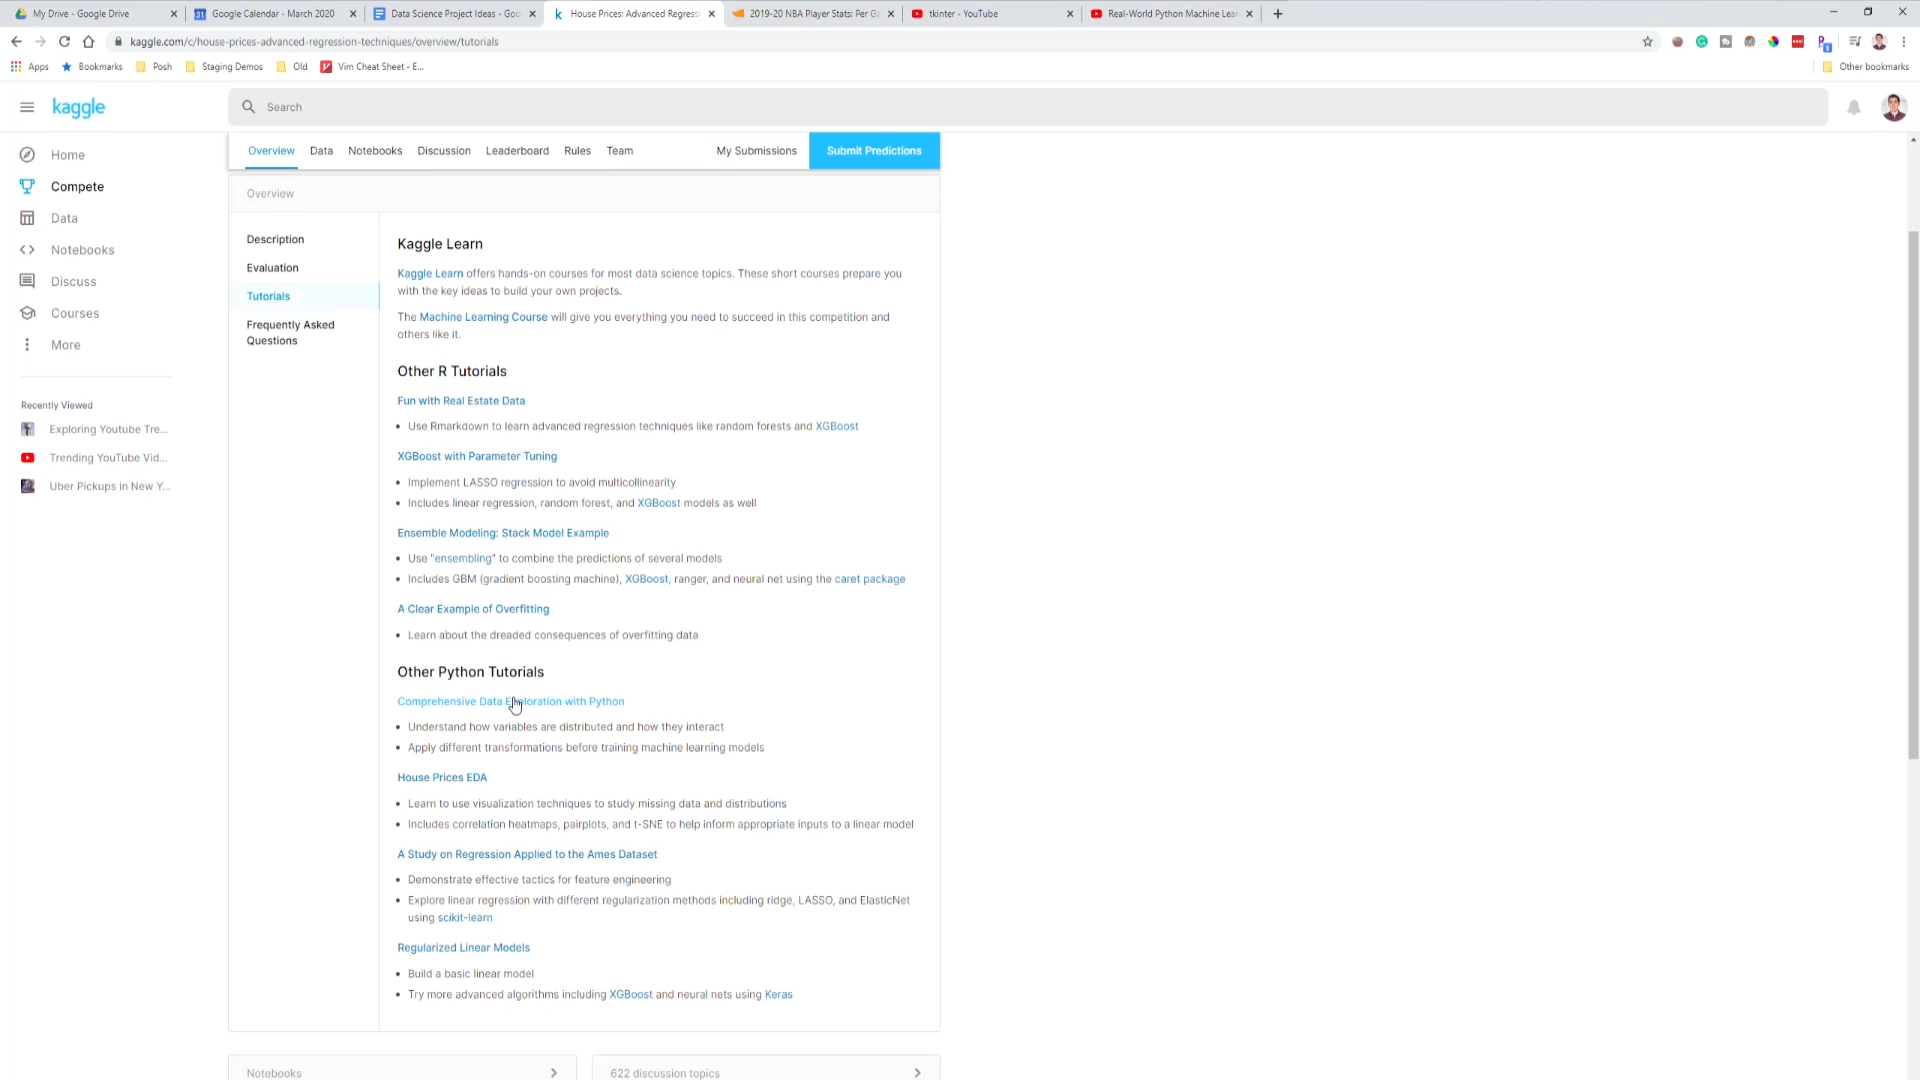 My Drive - Google Drive
Google Calendar - March 2020
Data Science Project Ideas - Goo
House Prices: Advanced Regress
2019-20 NBA Player Stats: Per G
tkinter - YouTube
Real-World Python Machine Lear
kaggle.com/c/house-prices-advanced-regression-techniques/overview/tutorials
Apps
Bookmarks
Posh
Staging Demos
Old
Vim Cheat Sheet - E...
Other bookmarks
kaggle
Search
Home
Compete
Data
Notebooks
Discuss
Courses
More
Recently Viewed
Exploring Youtube Tre...
Trending YouTube Vid...
Uber Pickups in New Y...
Overview Data Notebooks Discussion Leaderboard Rules Team My Submissions Submit Predictions
Overview
Description
Evaluation
Tutorials
Frequently Asked
Questions
Kaggle Learn
Kaggle Learn offers hands-on courses for most data science topics. These short courses prepare you
with the key ideas to build your own projects.
The Machine Learning Course will give you everything you need to succeed in this competition and
others like it.
Other R Tutorials
Fun with Real Estate Data
• Use Rmarkdown to learn advanced regression techniques like random forests and XGBoost
XGBoost with Parameter Tuning
• Implement LASSO regression to avoid multicollinearity
• Includes linear regression, random forest, and XGBoost models as well
Ensemble Modeling: Stack Model Example
• Use "ensembling" to combine the predictions of several models
• Includes GBM (gradient boosting machine), XGBoost, ranger, and neural net using the caret package
A Clear Example of Overfitting
• Learn about the dreaded consequences of overfitting data
Other Python Tutorials
Comprehensive Data Exploration with Python
• Understand how variables are distributed and how they interact
• Apply different transformations before training machine learning models
House Prices EDA
• Learn to use visualization techniques to study missing data and distributions
• Includes correlation heatmaps, pairplots, and t-SNE to help inform appropriate inputs to a linear model
A Study on Regression Applied to the Ames Dataset
• Demonstrate effective tactics for feature engineering
• Explore linear regression with different regularization methods including ridge, LASSO, and ElasticNet
using scikit-learn
Regularized Linear Models
• Build a basic linear model
• Try more advanced algorithms including XGBoost and neural nets using Keras
Notebooks
622 discussion topics